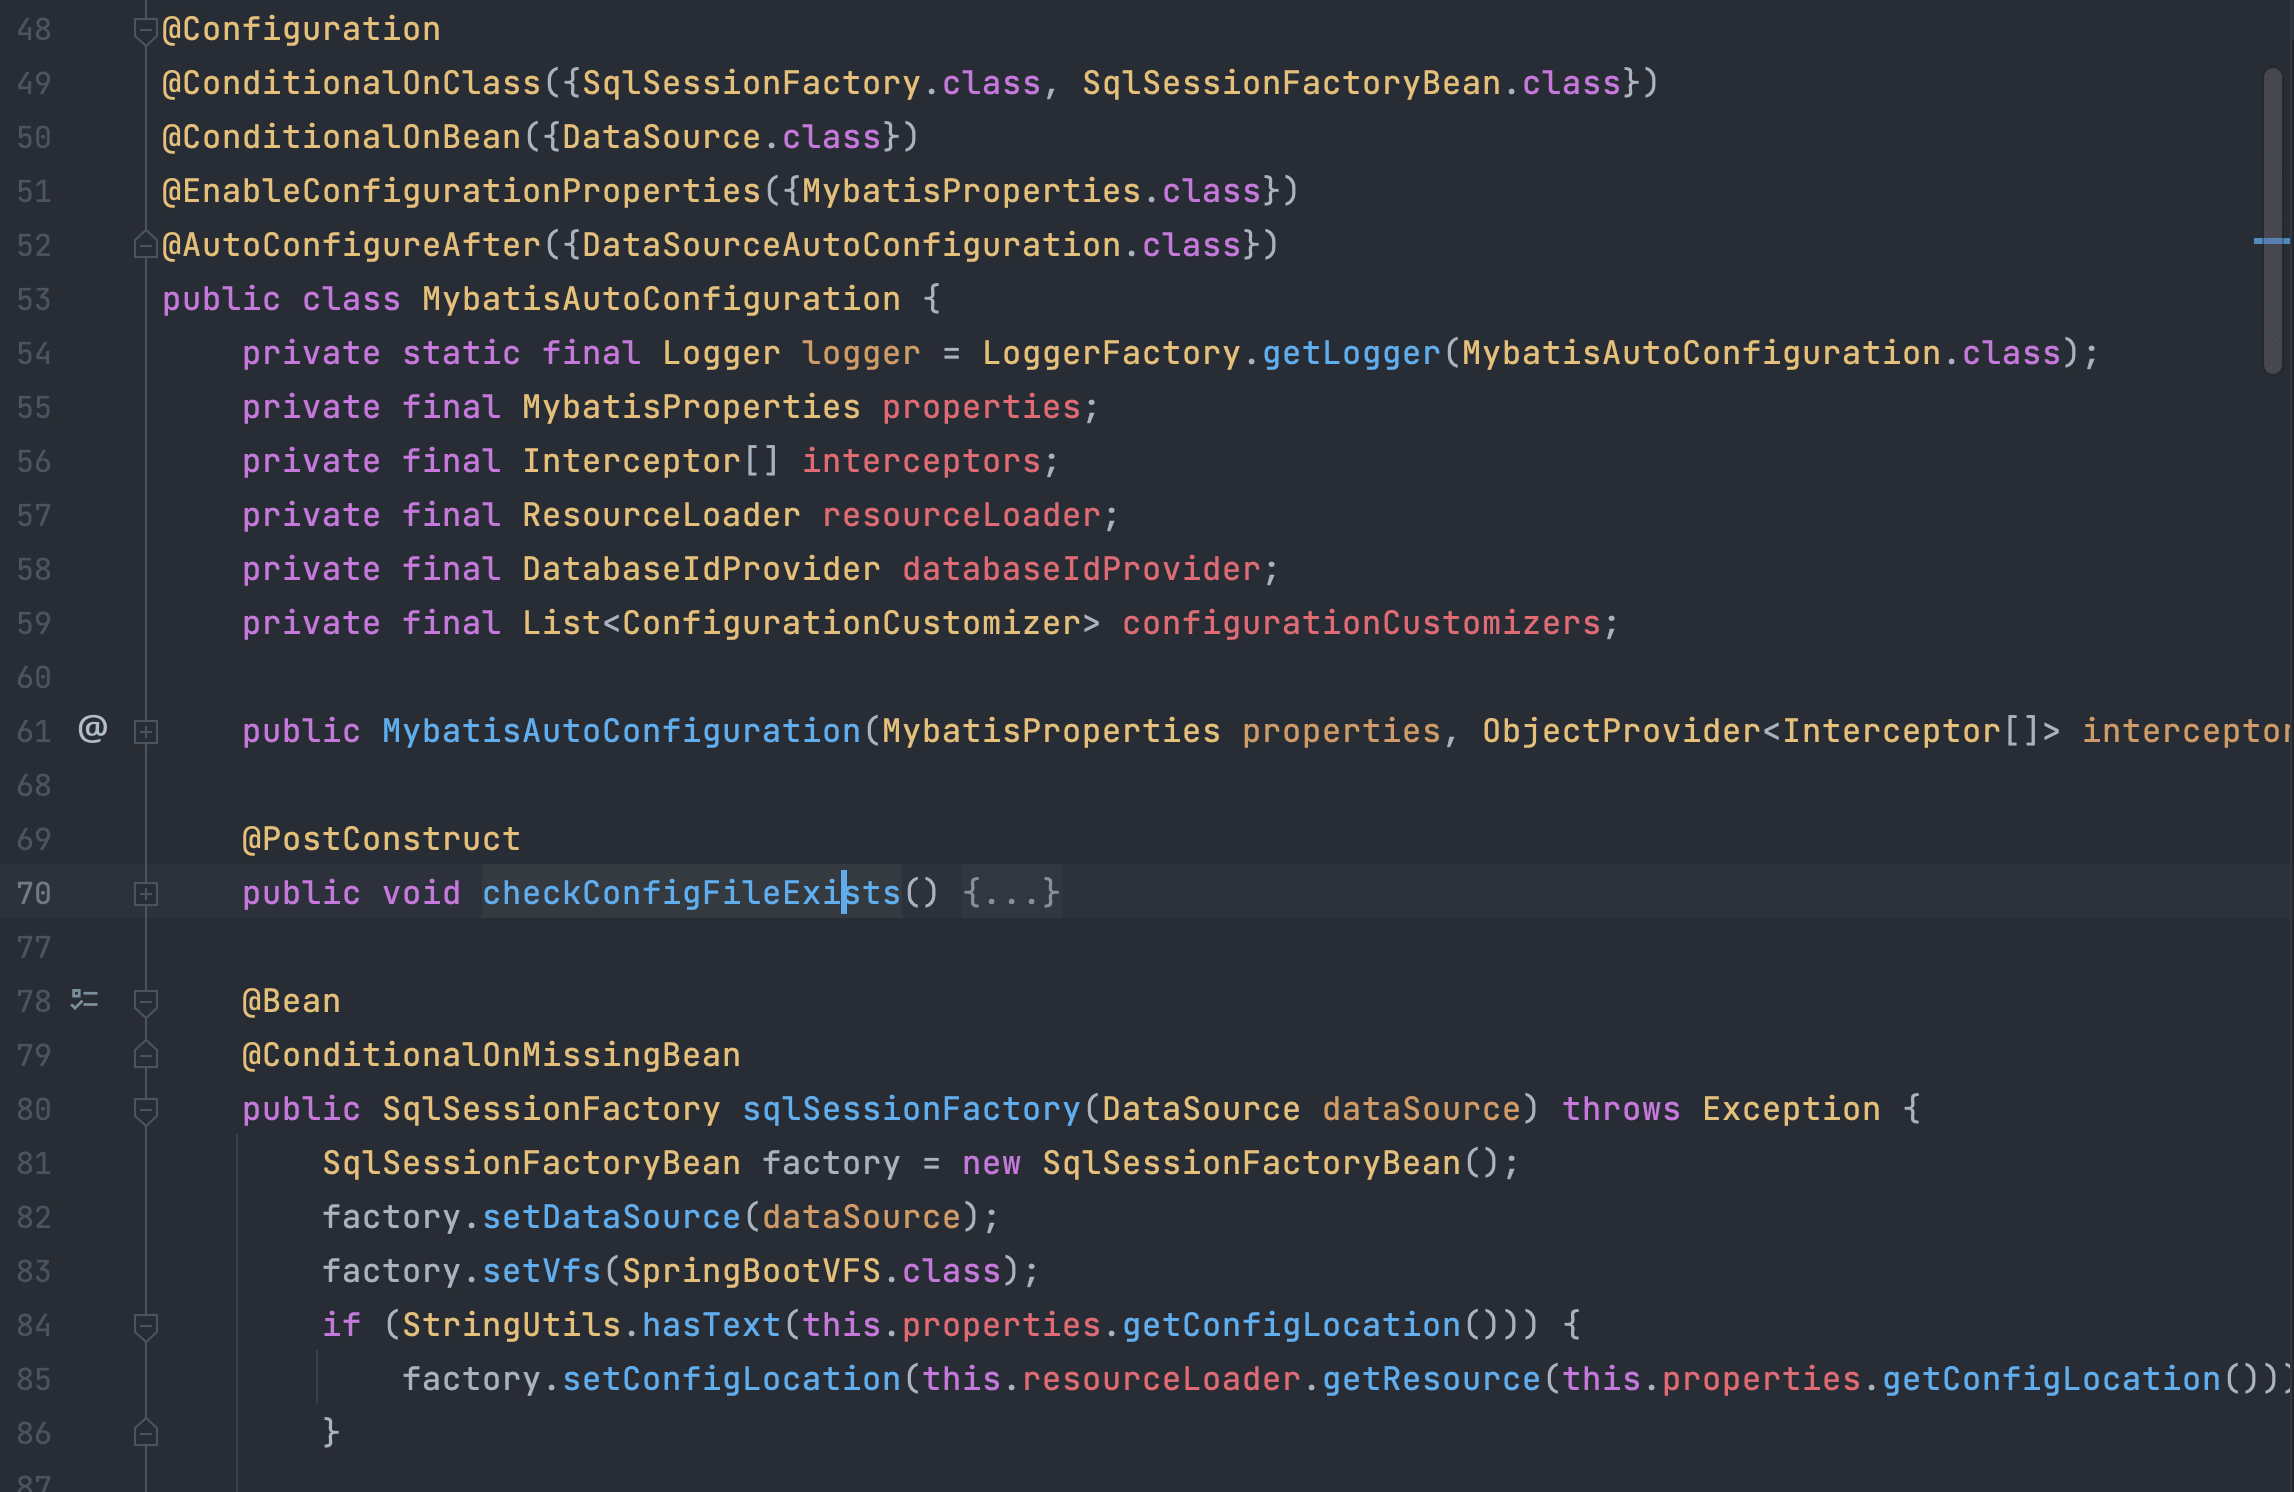 48 @Configuration
49 @ConditionalOnClass({SqlSessionFactory.class, SqlSessionFactoryBean.class})
50 @ConditionalOnBean({DataSource.class})
51 @EnableConfigurationProperties({MybatisProperties.class})
52 @AutoConfigureAfter({DataSourceAutoConfiguration.class})
53 public class MybatisAutoConfiguration {
54 private static final Logger logger = LoggerFactory.getLogger(MybatisAutoConfiguration.class);
55 private final MybatisProperties properties;
56 private final Interceptor[] interceptors;
57 private final ResourceLoader resourceLoader;
58 private final DatabaseIdProvider databaseIdProvider;
59 private final List<ConfigurationCustomizer> configurationCustomizers;
60
61 @ public MybatisAutoConfiguration(MybatisProperties properties, ObjectProvider<Interceptor[]> interceptor
68
69 @PostConstruct
70 public void checkConfigFileExists() {...}
77
78 @Bean
79 @ConditionalOnMissingBean
80 public SqlSessionFactory sqlSessionFactory(DataSource dataSource) throws Exception {
81 SqlSessionFactoryBean factory = new SqlSessionFactoryBean();
82 factory.setDataSource(dataSource);
83 factory.setVfs(SpringBootVFS.class);
84 if (StringUtils.hasText(this.properties.getConfigLocation())) {
85 factory.setConfigLocation(this.resourceLoader.getResource(this.properties.getConfigLocation()))
86 }
87